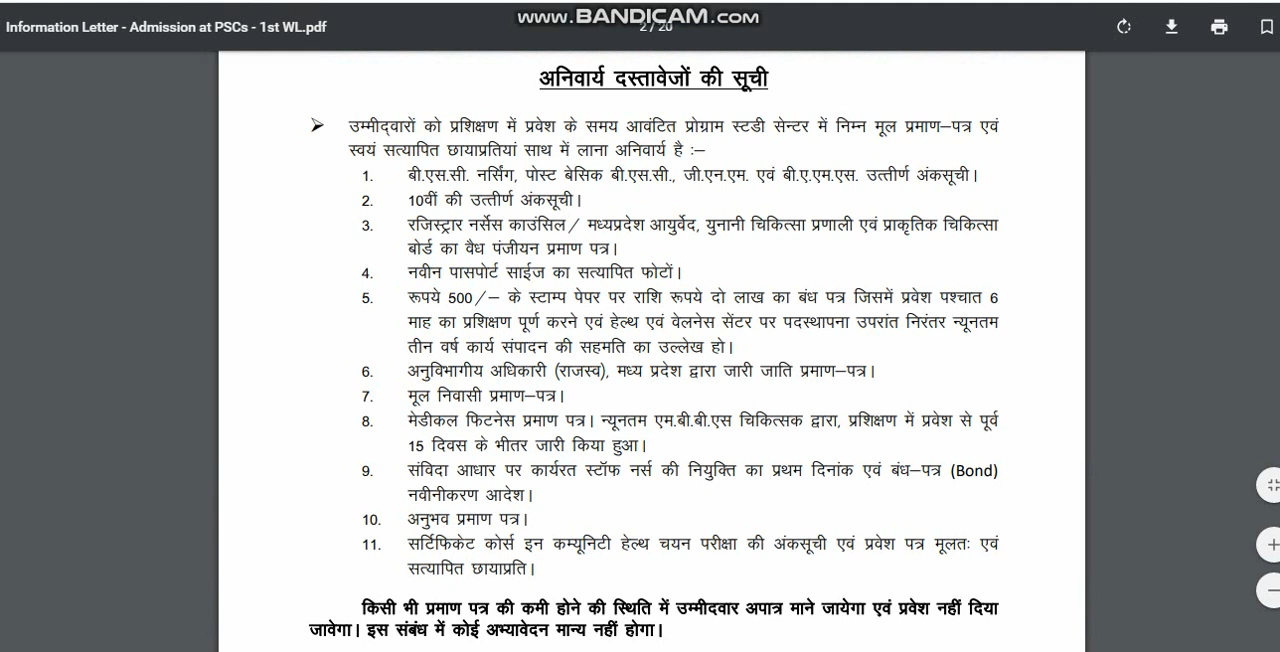 www.BANDICAM.com
Information Letter - Admission at PSCs - 1st WL.pdf
2 / 20
अनिवार्य दस्तावेजों की सूची
➢ उम्मीद्वारों को प्रशिक्षण में प्रवेश के समय आवंटित प्रोग्राम स्टडी सेन्टर में निम्न मूल प्रमाण–पत्र एवं
स्वयं सत्यापित छायाप्रतियां साथ में लाना अनिवार्य है :–
1. बी.एस.सी. नर्सिंग, पोस्ट बेसिक बी.एस.सी., जी.एन.एम. एवं बी.ए.एम.एस. उत्तीर्ण अंकसूची।
2. 10वीं की उत्तीर्ण अंकसूची।
3. रजिस्ट्रार नर्सेस काउंसिल/ मध्यप्रदेश आयुर्वेद, युनानी चिकित्सा प्रणाली एवं प्राकृतिक चिकित्सा
बोर्ड का वैध पंजीयन प्रमाण पत्र।
4. नवीन पासपोर्ट साईज का सत्यापित फोटों।
5. रूपये 500/– के स्टाम्प पेपर पर राशि रूपये दो लाख का बंध पत्र जिसमें प्रवेश पश्चात 6
माह का प्रशिक्षण पूर्ण करने एवं हेल्थ एवं वेलनेस सेंटर पर पदस्थापना उपरांत निरंतर न्यूनतम
तीन वर्ष कार्य संपादन की सहमति का उल्लेख हो।
6. अनुविभागीय अधिकारी (राजस्व), मध्य प्रदेश द्वारा जारी जाति प्रमाण–पत्र।
7. मूल निवासी प्रमाण–पत्र।
8. मेडीकल फिटनेस प्रमाण पत्र। न्यूनतम एम.बी.बी.एस चिकित्सक द्वारा, प्रशिक्षण में प्रवेश से पूर्व
15 दिवस के भीतर जारी किया हुआ।
9. संविदा आधार पर कार्यरत स्टॉफ नर्स की नियुक्ति का प्रथम दिनांक एवं बंध–पत्र (Bond)
नवीनीकरण आदेश।
10. अनुभव प्रमाण पत्र।
11. सर्टिफिकेट कोर्स इन कम्यूनिटी हेल्थ चयन परीक्षा की अंकसूची एवं प्रवेश पत्र मूलतः एवं
सत्यापित छायाप्रति।
किसी भी प्रमाण पत्र की कमी होने की स्थिति में उम्मीदवार अपात्र माने जायेगा एवं प्रवेश नहीं दिया
जावेगा। इस संबंध में कोई अभ्यावेदन मान्य नहीं होगा।